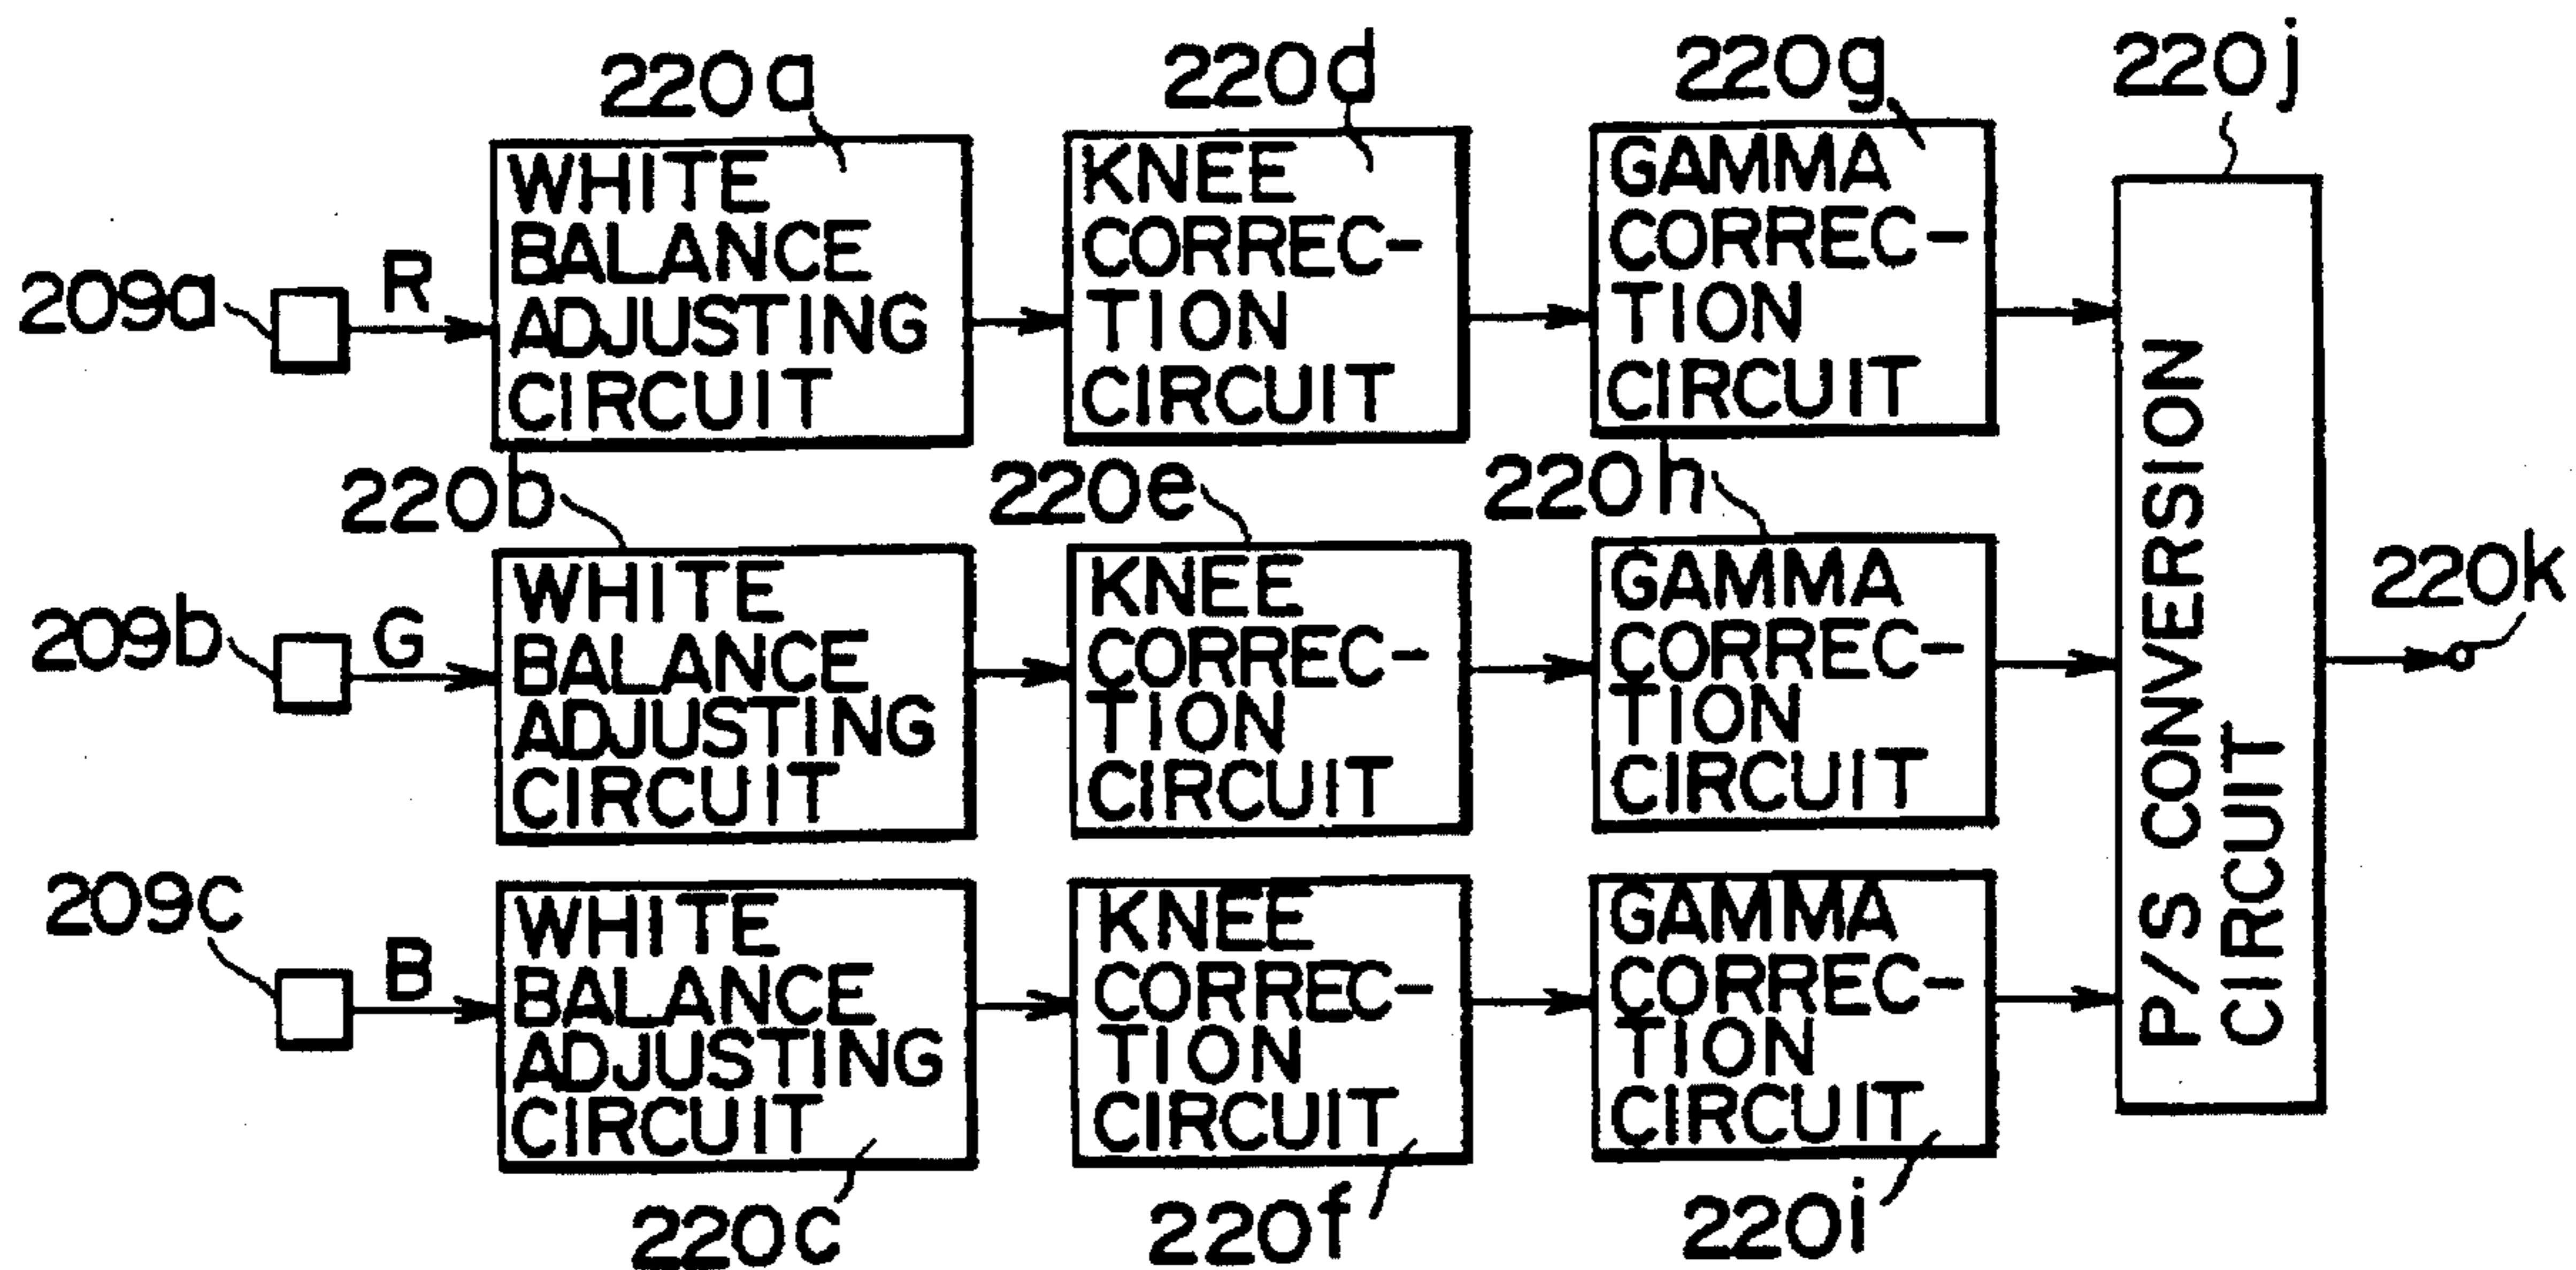 220a
220d
220g
220j
WHITE
BALANCE
ADJUSTING
CIRCUIT
KNEE
CORREC-
TION
CIRCUIT
GAMMA
CORREC-
TION
CIRCUIT
209a
R
220b
220e
220h
209b
G
WHITE
BALANCE
ADJUSTING
CIRCUIT
KNEE
CORREC-
TION
CIRCUIT
GAMMA
CORREC-
TION
CIRCUIT
P/S CONVERSION
CIRCUIT
220k
209c
B
WHITE
BALANCE
ADJUSTING
CIRCUIT
KNEE
CORREC-
TION
CIRCUIT
GAMMA
CORREC-
TION
CIRCUIT
220c
220f
220i